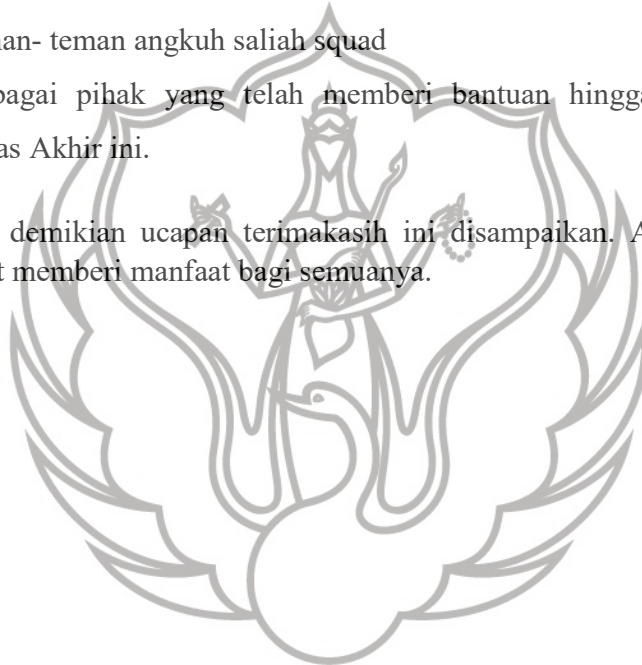 nan- teman angkuh saliah squad
bagai pihak yang telah memberi bantuan hingga
as Akhir ini.
demikian ucapan terimakasih ini disampaikan. A
t memberi manfaat bagi semuanya.